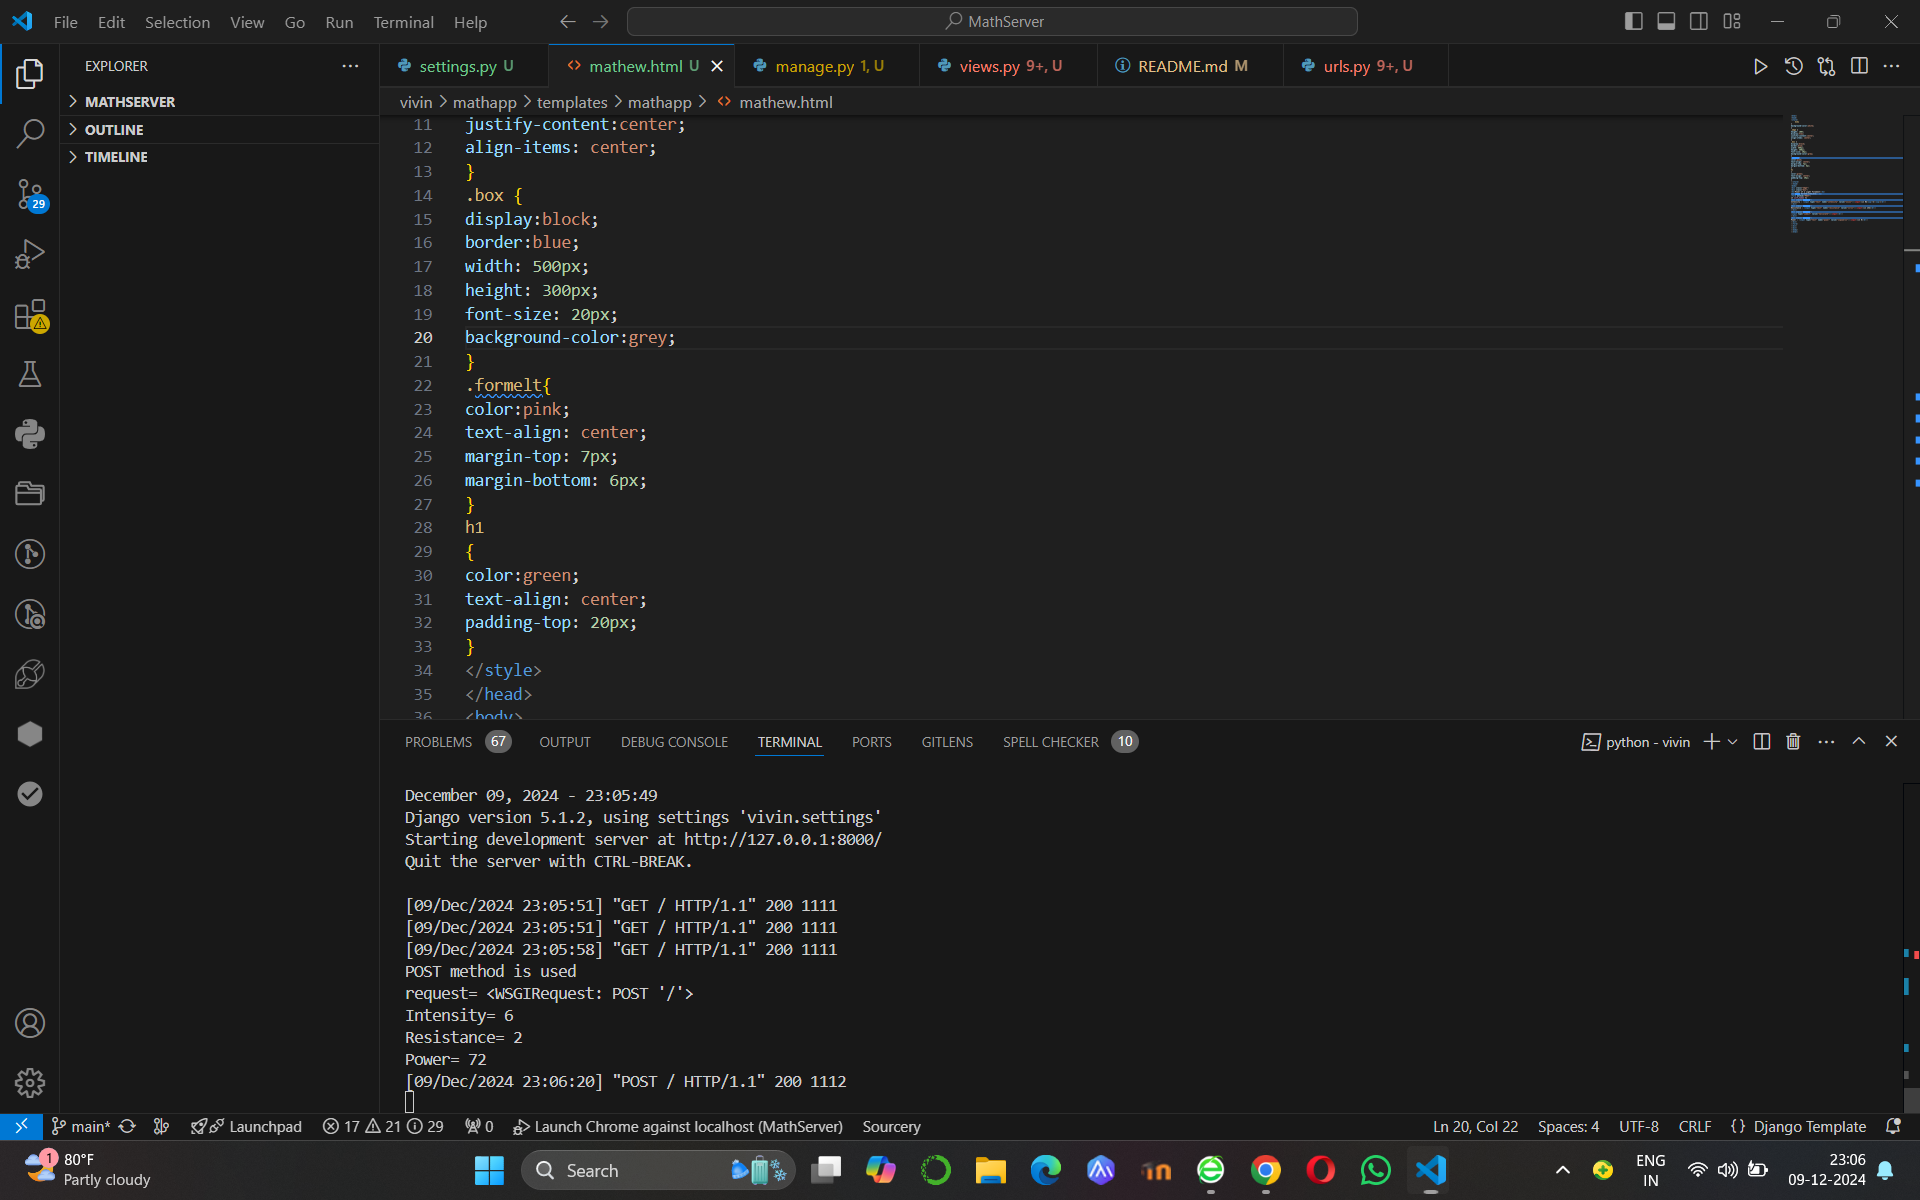 File Edit Selection View Go Run Terminal Help
MathServer
EXPLORER
MATHSERVER
OUTLINE
TIMELINE
29
settings.py U
mathew.html U
manage.py 1, U
views.py 9+, U
README.md M
urls.py 9+, U
vivin > mathapp > templates > mathapp > mathew.html
11 justify-content:center;
12 align-items: center;
13 }
14 .box {
15 display:block;
16 border:blue;
17 width: 500px;
18 height: 300px;
19 font-size: 20px;
20 background-color:grey;
21 }
22 .formelt{
23 color:pink;
24 text-align: center;
25 margin-top: 7px;
26 margin-bottom: 6px;
27 }
28 h1
29 {
30 color:green;
31 text-align: center;
32 padding-top: 20px;
33 }
34 </style>
35 </head>
36 <body>
PROBLEMS 67 OUTPUT DEBUG CONSOLE TERMINAL PORTS GITLENS SPELL CHECKER 10
python - vivin
December 09, 2024 - 23:05:49
Django version 5.1.2, using settings 'vivin.settings'
Starting development server at http://127.0.0.1:8000/
Quit the server with CTRL-BREAK.
[09/Dec/2024 23:05:51] "GET / HTTP/1.1" 200 1111
[09/Dec/2024 23:05:51] "GET / HTTP/1.1" 200 1111
[09/Dec/2024 23:05:58] "GET / HTTP/1.1" 200 1111
POST method is used
request= <WSGIRequest: POST '/'>
Intensity= 6
Resistance= 2
Power= 72
[09/Dec/2024 23:06:20] "POST / HTTP/1.1" 200 1112
main* Launchpad 17 21 29 0 Launch Chrome against localhost (MathServer) Sourcery
Ln 20, Col 22 Spaces: 4 UTF-8 CRLF {} Django Template
1
80°F
Partly cloudy
Search
ENG
IN
23:06
09-12-2024